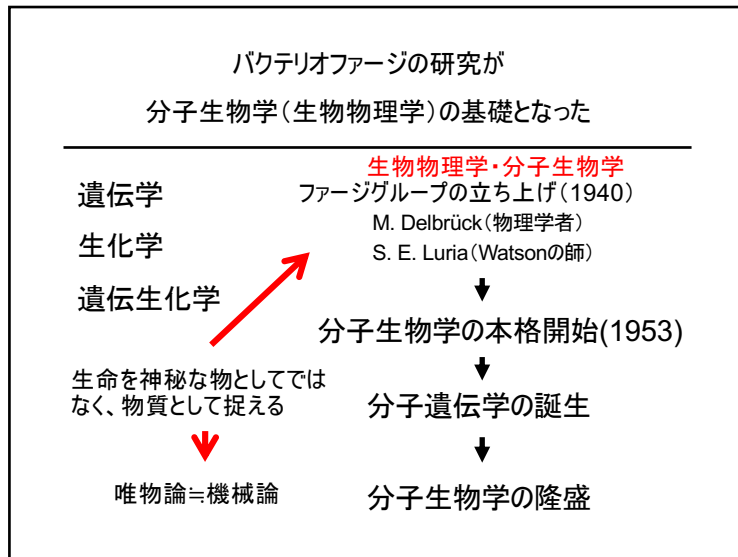 バクテリオファージの研究が
分子生物学（生物物理学）の基礎となった
遺伝学
生化学
遺伝生化学
生命を神秘な物としてでは
なく、物質として捉える
唯物論≒機械論
生物物理学・分子生物学
ファージグループの立ち上げ（1940）
M. Delbrück（物理学者）
S. E. Luria（Watsonの師）
分子生物学の本格開始(1953)
分子遺伝学の誕生
分子生物学の隆盛